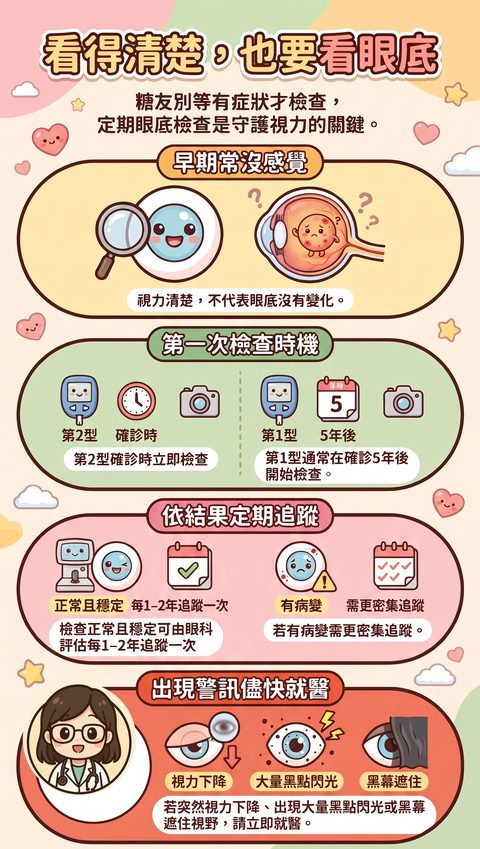 看得清楚，也要看眼底
糖友別等有症狀才檢查，
定期眼底檢查是守護視力的關鍵。
早期常沒感覺
? ?
? ?
視力清楚，不代表眼底沒有變化。
第一次檢查時機
第2型
確診時
第2型確診時立即檢查
5
第1型
5年後
第1型通常在確診5年後
開始檢查。
依結果定期追蹤
正常且穩定
每1–2年追蹤一次
檢查正常且穩定可由眼科
評估每1–2年追蹤一次
有病變
需更密集追蹤
若有病變需更密集追蹤。
出現警訊儘快就醫
視力下降
大量黑點閃光
黑幕遮住
若突然視力下降、出現大量黑點閃光或黑幕
遮住視野，請立即就醫。